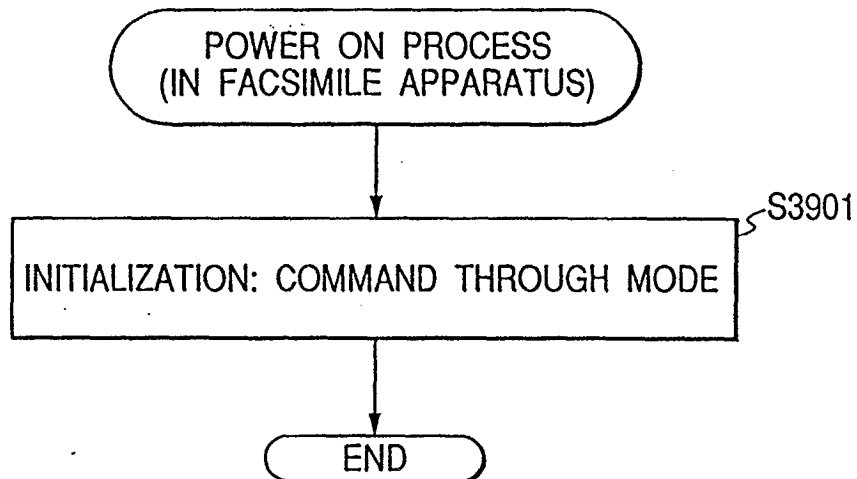 POWER ON PROCESS
(IN FACSIMILE APPARATUS)
S3901
INITIALIZATION: COMMAND THROUGH MODE
END